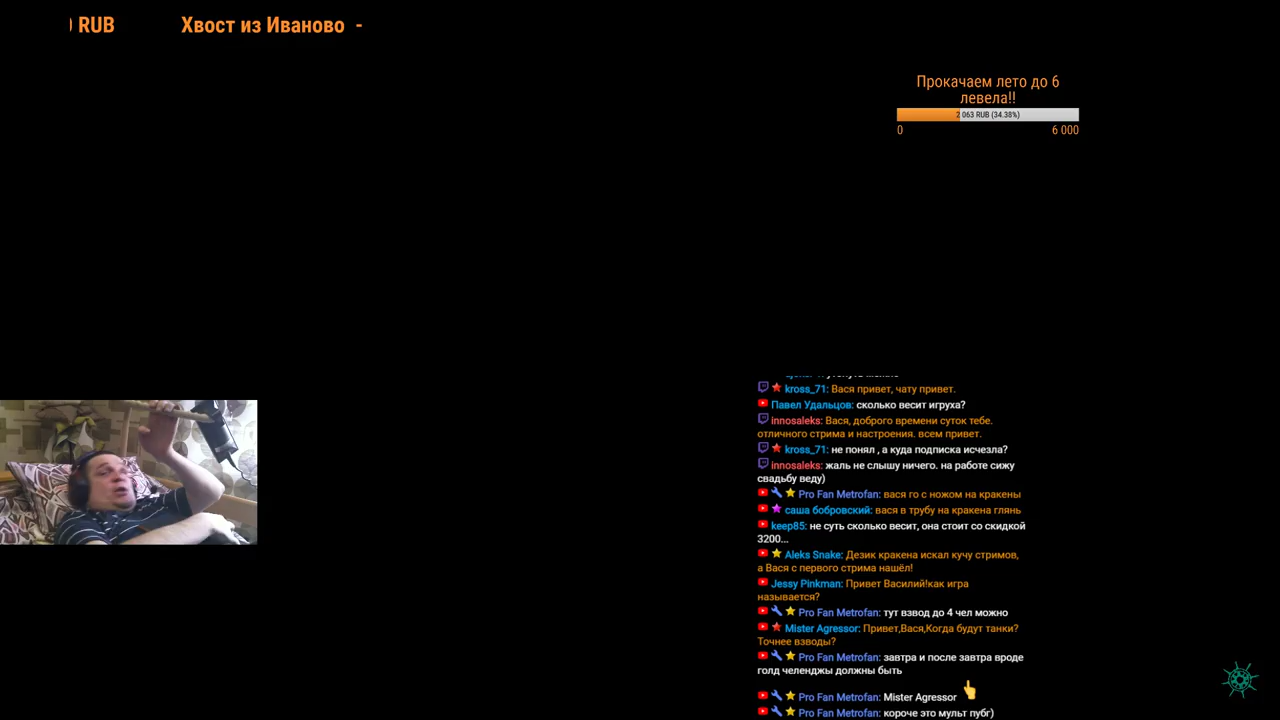 RUB Хвост из Иваново -
Прокачаем лето до 6
левела!!
2 063 RUB (34.38%)
0 6 000
kross_71: Вася привет, чату привет.
Павел Удальцов: сколько весит игруха?
innosaleks: Вася, доброго времени суток тебе.
отличного стрима и настроения. всем привет.
kross_71: не понял , а куда подписка исчезла?
innosaleks: жаль не слышу ничего. на работе сижу
свадьбу веду)
Pro Fan Metrofan: вася го с ножом на кракены
саша бобровский: вася в трубу на кракена глянь
keep85: не суть сколько весит, она стоит со скидкой
3200...
Aleks Snake: Дезик кракена искал кучу стримов,
а Вася с первого стрима нашёл!
Jessy Pinkman: Привет Василий!как игра
называется?
Pro Fan Metrofan: тут взвод до 4 чел можно
Mister Agressor: Привет,Вася,Когда будут танки?
Точнее взводы?
Pro Fan Metrofan: завтра и после завтра вроде
голд челенджы должны быть
Pro Fan Metrofan: Mister Agressor
Pro Fan Metrofan: короче это мульт пубг)